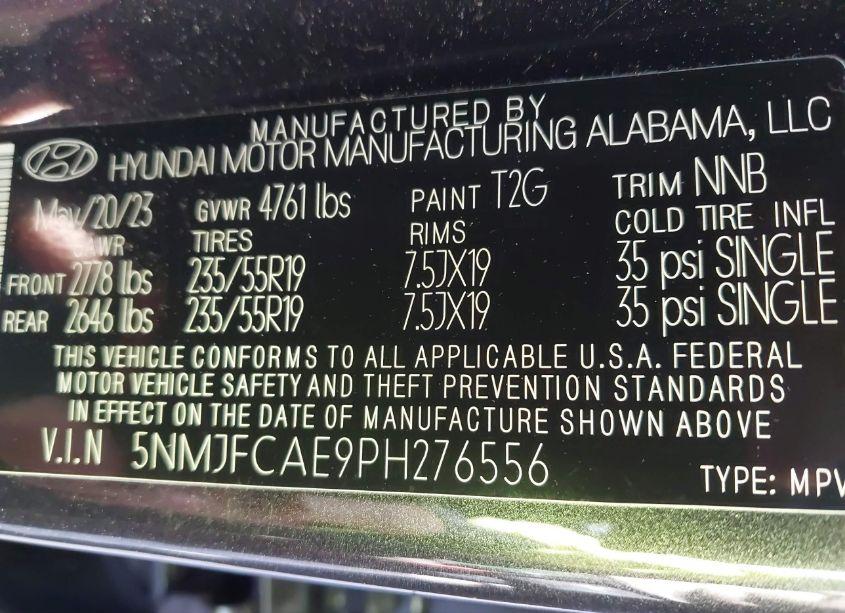 MANUFACTURED BY
HYUNDAI MOTOR MANUFACTURING ALABAMA, LLC
May/20/23 GVWR 4761 lbs PAINT T2G TRIM NNB
GAWR TIRES RIMS COLD TIRE INFL
FRONT 2778 lbs 235/55R19 7.5JX19 35 psi SINGLE
REAR 2646 lbs 235/55R19 7.5JX19 35 psi SINGLE
THIS VEHICLE CONFORMS TO ALL APPLICABLE U.S.A. FEDERAL
MOTOR VEHICLE SAFETY AND THEFT PREVENTION STANDARDS
IN EFFECT ON THE DATE OF MANUFACTURE SHOWN ABOVE
V.I.N 5NMJFCAE9PH276556 TYPE: MPV